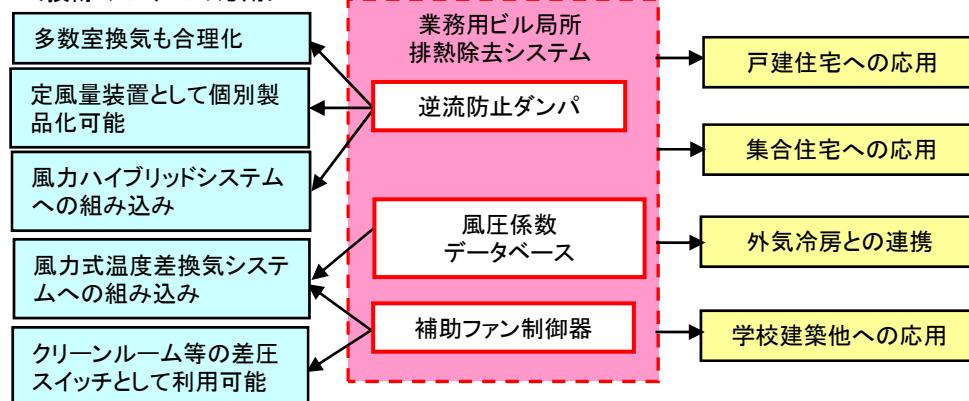 多数室換気も合理化
定風量装置として個別製
品化可能
風力ハイブリッドシステム
への組み込み
風力式温度差換気システ
ムへの組み込み
クリーンルーム等の差圧
スイッチとして利用可能
業務用ビル局所
排熱除去システム
逆流防止ダンパ
風圧係数
データベース
補助ファン制御器
戸建住宅への応用
集合住宅への応用
外気冷房との連携
学校建築他への応用